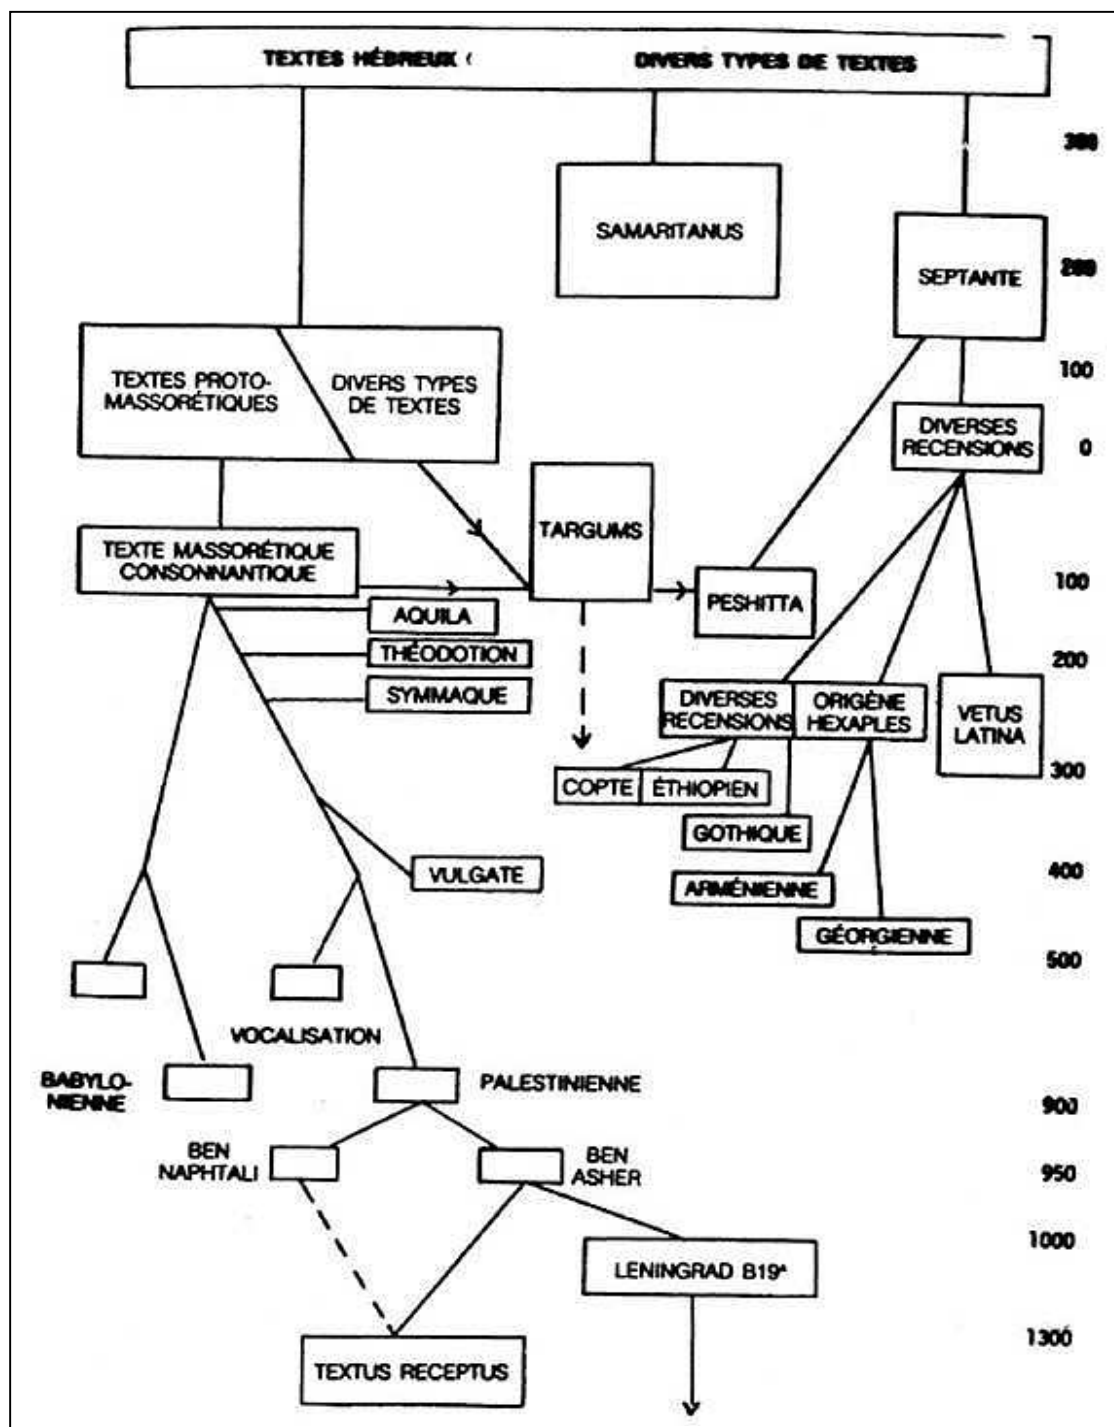 TEXTES HÉBREUX ( DIVERS TYPES DE TEXTES
300
SAMARITANUS
SEPTANTE
200
TEXTES PROTO-
MASSORÉTIQUES
DIVERS TYPES
DE TEXTES
100
DIVERSES
RECENSIONS
0
TARGUMS
TEXTE MASSORÉTIQUE
CONSONNANTIQUE
PESHITTA
100
AQUILA
THÉODOTION
SYMMAQUE
200
DIVERSES
RECENSIONS
ORIGÈNE
HEXAPLES
VETUS
LATINA
COPTE
ÉTHIOPIEN
300
GOTHIQUE
VULGATE
ARMÉNIENNE
400
GÉORGIENNE
500
VOCALISATION
BABYLO-
NIENNE
PALESTINIENNE
900
BEN
NAPHTALI
BEN
ASHER
950
1000
LENINGRAD B19ᴬ
1300
TEXTUS RECEPTUS